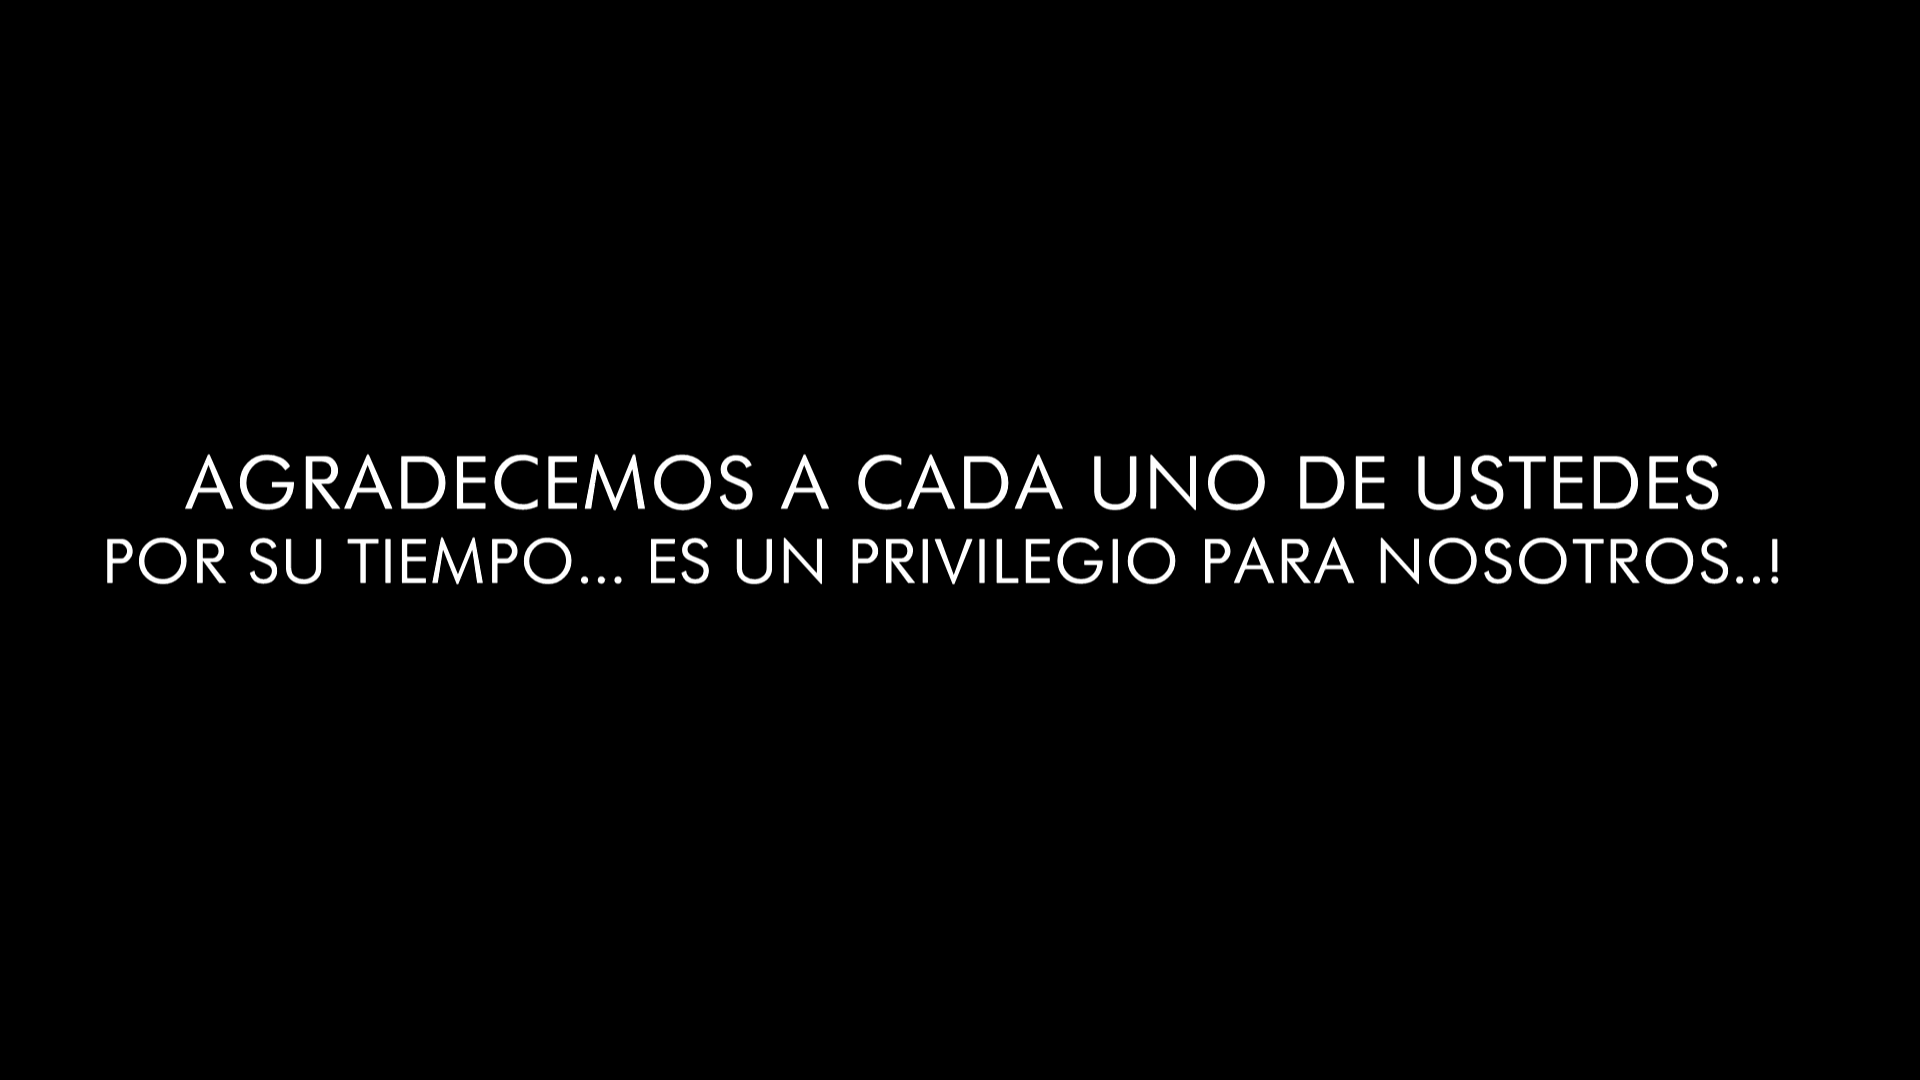 AGRADECEMOS A CADA UNO DE USTEDES
POR SU TIEMPO... ES UN PRIVILEGIO PARA NOSOTROS..!